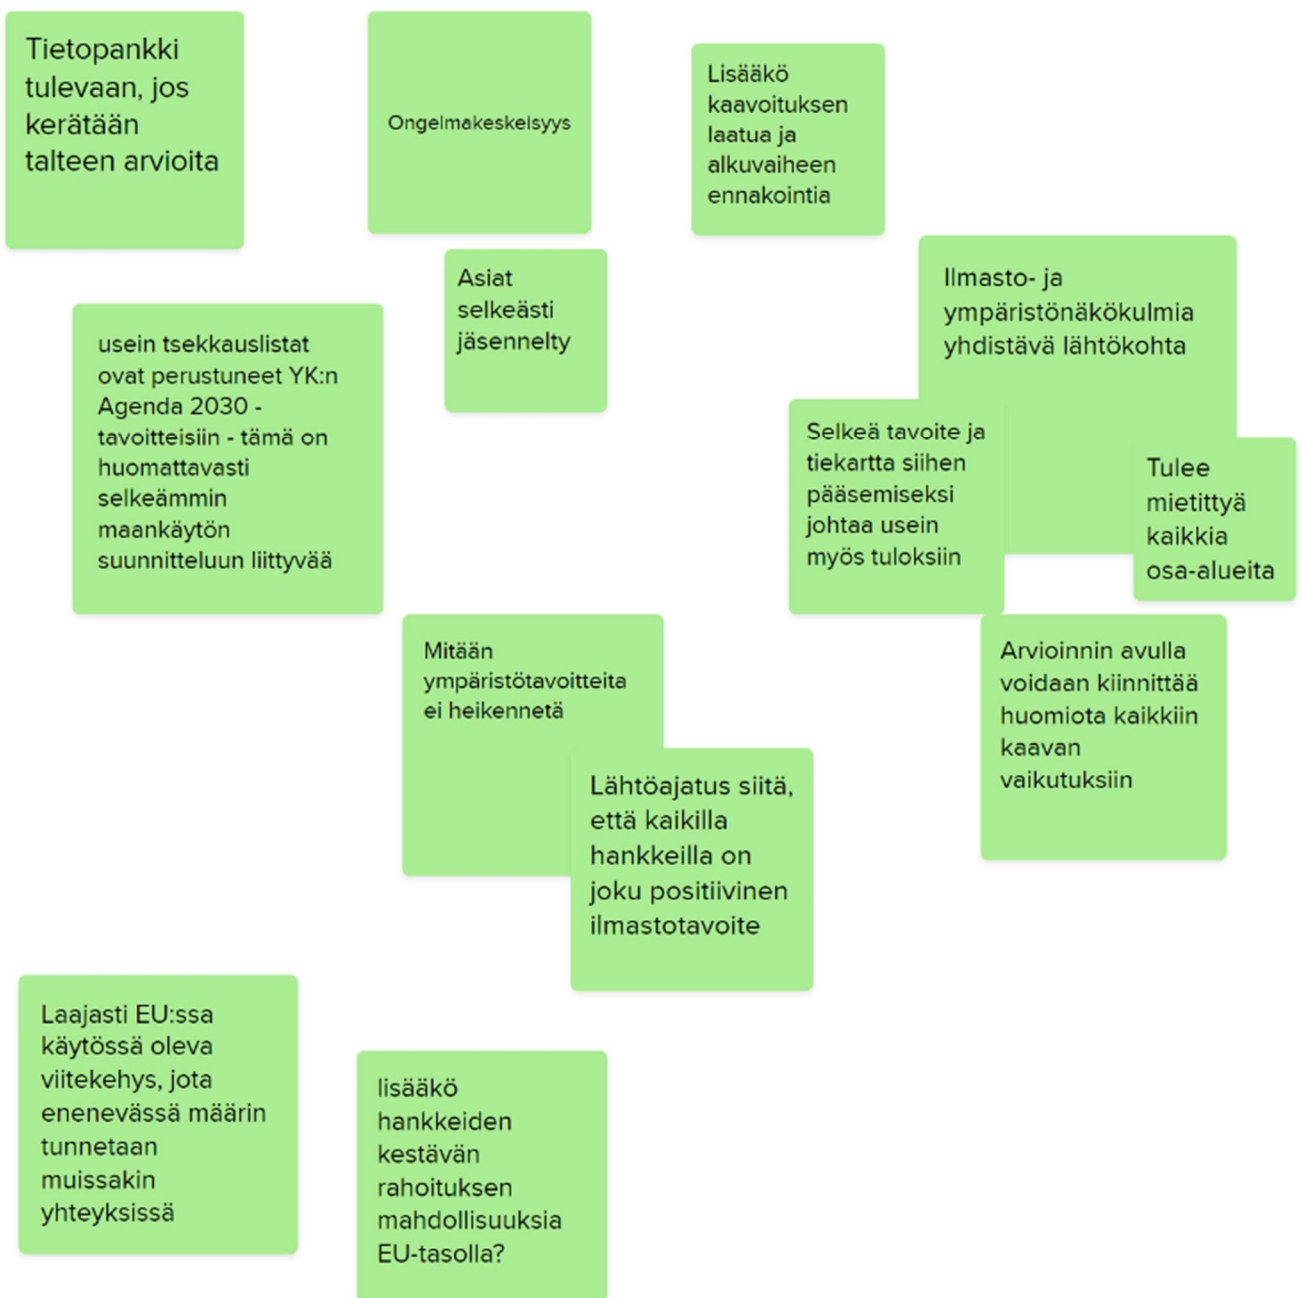 Tietopankki
tulevaan, jos
kerätään
talteen arvioita
Ongelmakeskeisyys
Lisääkö
kaavoituksen
laatua ja
alkuvaiheen
ennakointia
Asiat
selkeästi
jäsennelty
Ilmasto- ja
ympäristönäkökulmia
yhdistävä lähtökohta
usein tsekkauslistat
ovat perustuneet YK:n
Agenda 2030 -
tavoitteisiin - tämä on
huomattavasti
selkeämmin
maankäytön
suunnitteluun liittyvää
Selkeä tavoite ja
tiekartta siihen
pääsemiseksi
johtaa usein
myös tuloksiin
Tulee
mietittyä
kaikkia
osa-alueita
Mitään
ympäristötavoitteita
ei heikennetä
Arvioinnin avulla
voidaan kiinnittää
huomiota kaikkiin
kaavan
vaikutuksiin
Lähtöajatus siitä,
että kaikilla
hankkeilla on
joku positiivinen
ilmastotavoite
Laajasti EU:ssa
käytössä oleva
viitekehys, jota
enenevässä määrin
tunnetaan
muissakin
yhteyksissä
lisääkö
hankkeiden
kestävän
rahoituksen
mahdollisuuksia
EU-tasolla?